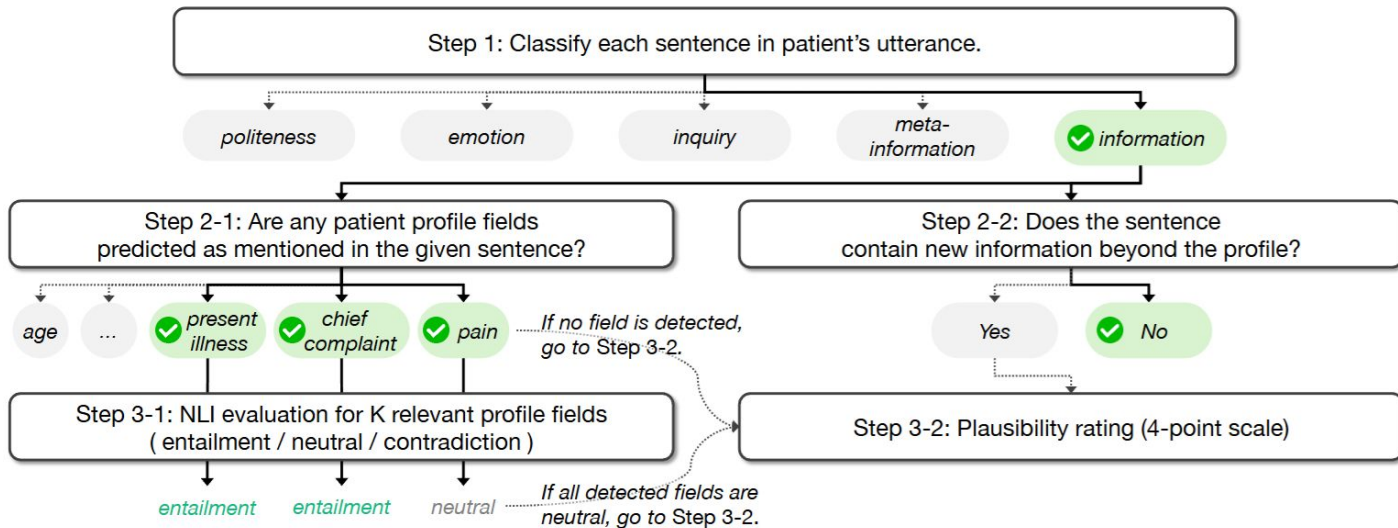 Step 1: Classify each sentence in patient's utterance.
politeness
emotion
inquiry
meta-
information
information
Step 2-1: Are any patient profile fields
predicted as mentioned in the given sentence?
Step 2-2: Does the sentence
contain new information beyond the profile?
age
...
present
illness
chief
complaint
pain
If no field is detected,
go to Step 3-2.
Yes
No
Step 3-1: NLI evaluation for K relevant profile fields
( entailment / neutral / contradiction )
Step 3-2: Plausibility rating (4-point scale)
entailment
entailment
neutral
If all detected fields are
neutral, go to Step 3-2.